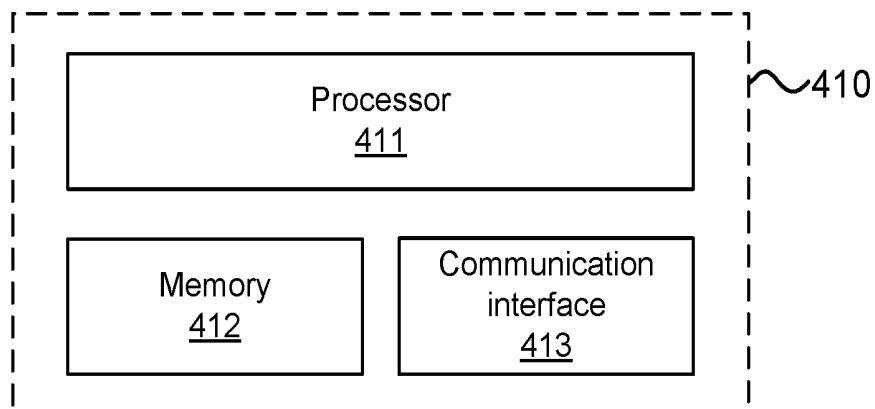 Processor
411
410
Memory
412
Communication
interface
413